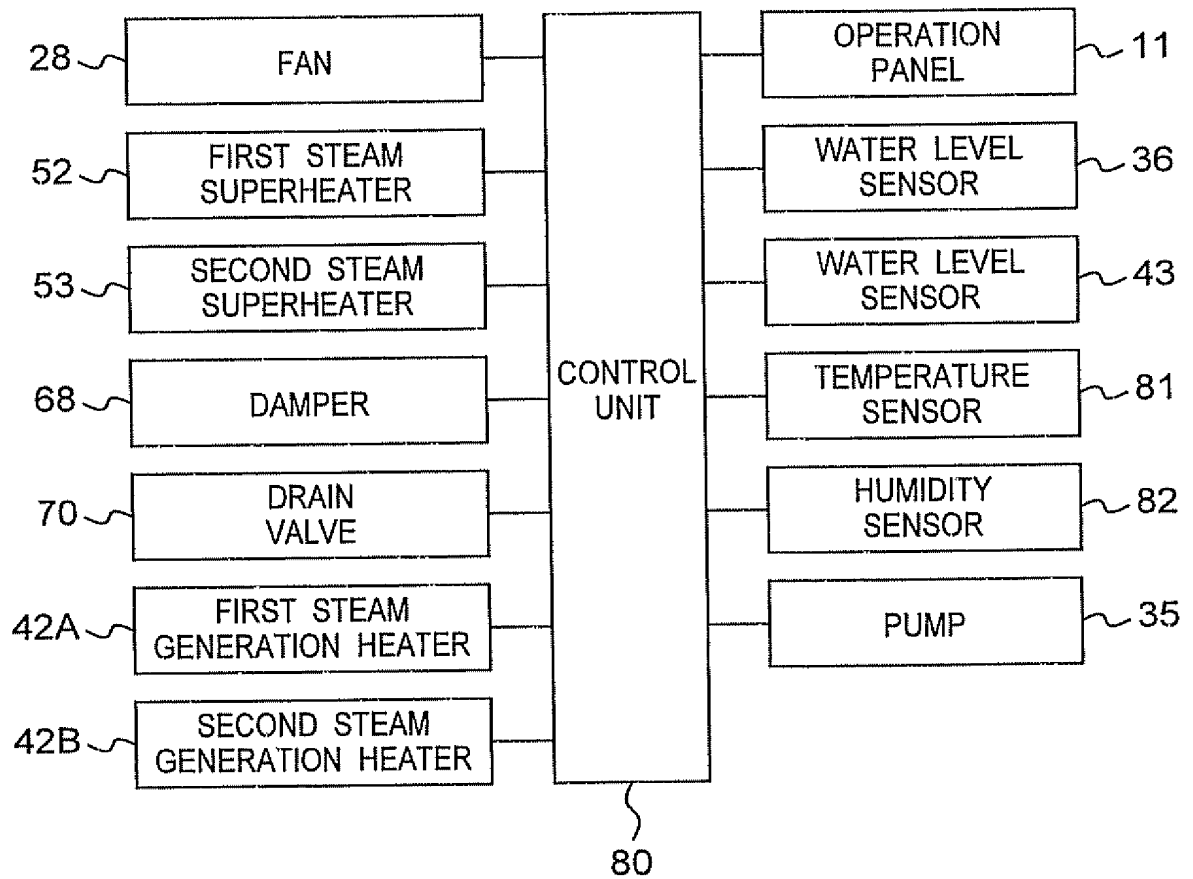 28
FAN
52
FIRST STEAM
SUPERHEATER
53
SECOND STEAM
SUPERHEATER
68
DAMPER
70
DRAIN
VALVE
42A
FIRST STEAM
GENERATION HEATER
42B
SECOND STEAM
GENERATION HEATER
CONTROL
UNIT
80
OPERATION
PANEL
11
WATER LEVEL
SENSOR
36
WATER LEVEL
SENSOR
43
TEMPERATURE
SENSOR
81
HUMIDITY
SENSOR
82
PUMP
35